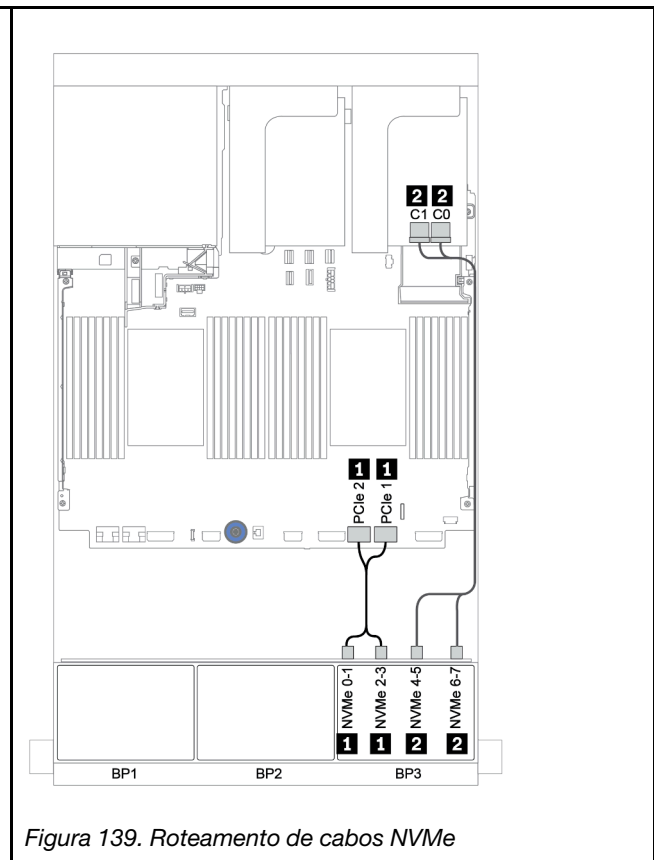 2 2
C1 C0
1 1
PCIe 2
PCIe 1
NVMe 0-1
NVMe 2-3
NVMe 4-5
NVMe 6-7
1 1 2 2
BP1 BP2 BP3
Figura 139. Roteamento de cabos NVMe